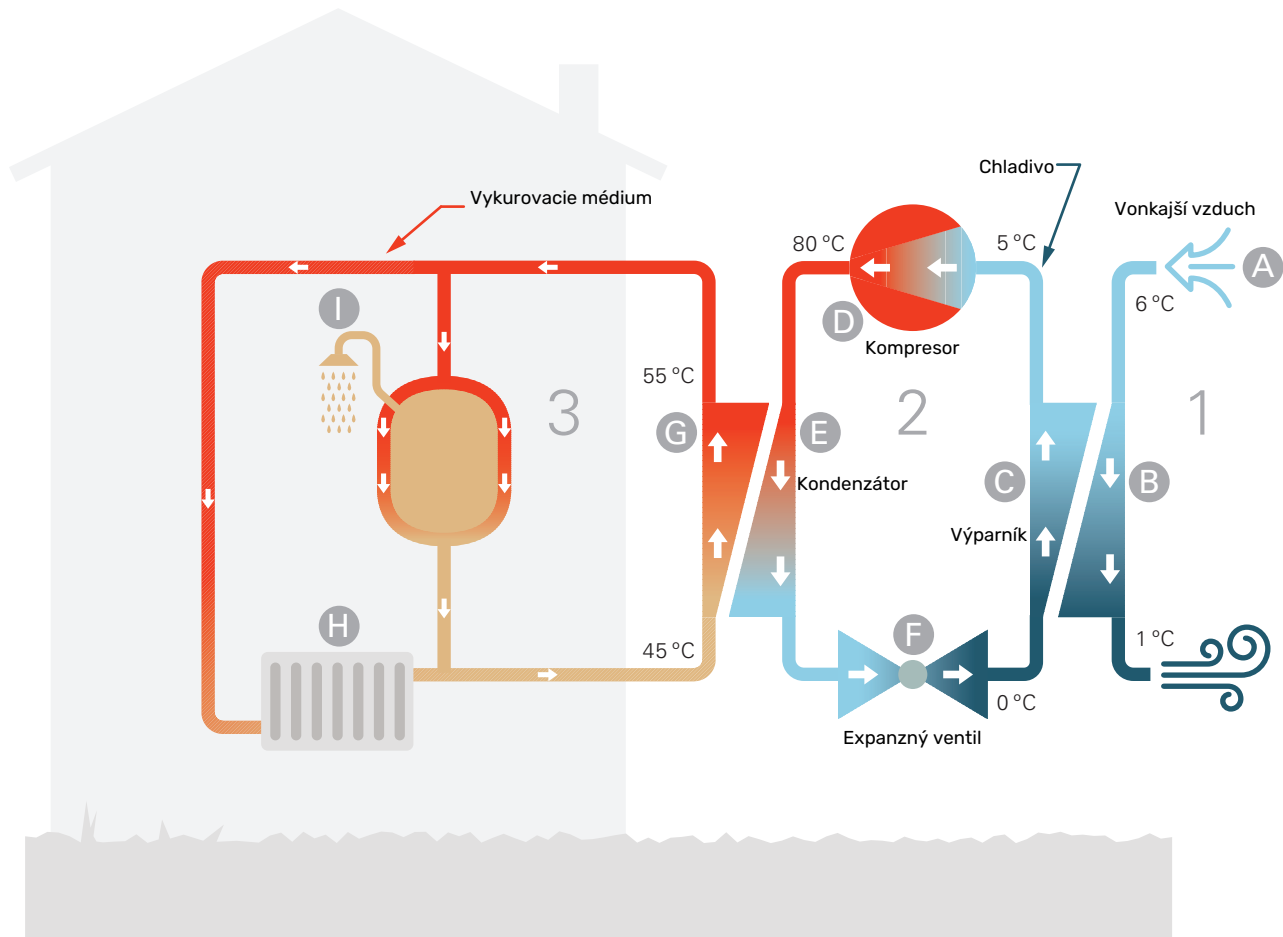 Chladivo
Vykurovacie médium
Vonkajší vzduch
80 °C
5 °C
A
6 °C
I
D
Kompresor
55 °C
3
2
1
G
E
Kondenzátor
C
B
Výparník
H
F
45 °C
1 °C
0 °C
Expanzný ventil